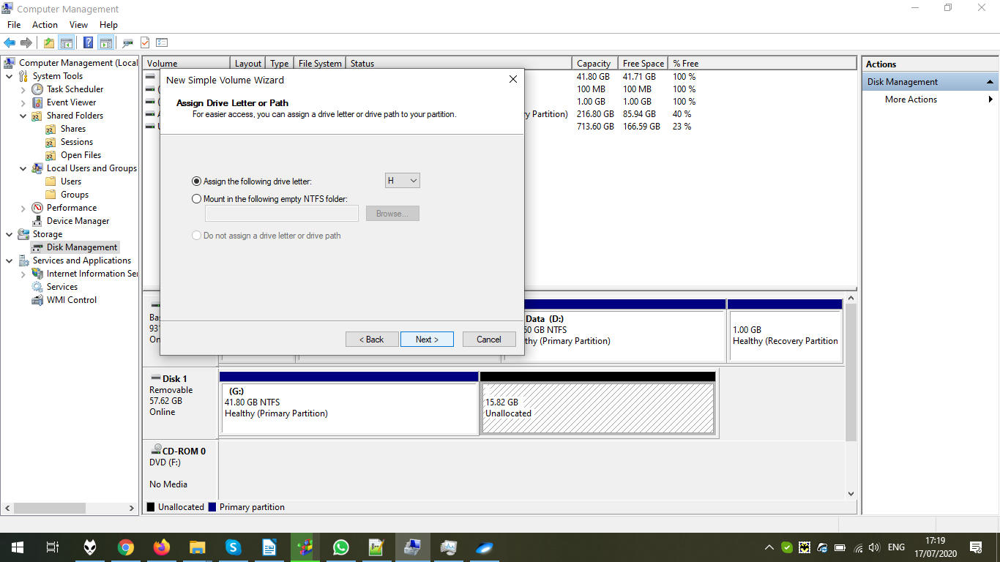 Computer Management
File Action View Help
Computer Management (Local
System Tools
Task Scheduler
Event Viewer
Shared Folders
Shares
Sessions
Open Files
Local Users and Groups
Users
Groups
Performance
Device Manager
Storage
Disk Management
Services and Applications
Internet Information Ser
Services
WMI Control
Volume Layout Type File System Status Capacity Free Space % Free
41.80 GB 41.71 GB 100 %
( 100 MB 100 MB 100 %
( 1.00 GB 1.00 GB 100 %
y Partition) 216.80 GB 85.94 GB 40 %
713.60 GB 166.59 GB 23 %
New Simple Volume Wizard
Assign Drive Letter or Path
For easier access, you can assign a drive letter or drive path to your partition.
Assign the following drive letter: H
Mount in the following empty NTFS folder:
Browse...
Do not assign a drive letter or drive path
< Back Next > Cancel
Ba
931
On
Data (D:)
60 GB NTFS
lthy (Primary Partition)
1.00 GB
Healthy (Recovery Partition
Disk 1
Removable
57.62 GB
Online
(G:)
41.80 GB NTFS
Healthy (Primary Partition)
15.82 GB
Unallocated
CD-ROM 0
DVD (F:)
No Media
Unallocated Primary partition
Actions
Disk Management
More Actions
ENG
17:19
17/07/2020